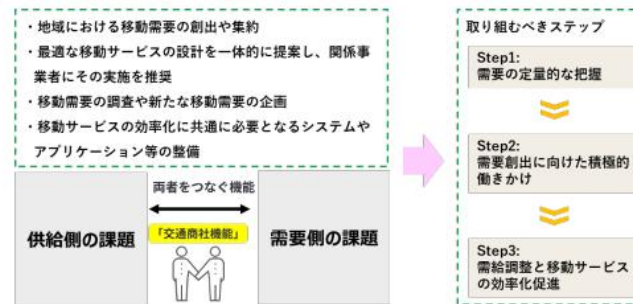 ・地域における移動需要の創出や集約
・最適な移動サービスの設計を一体的に提案し、関係事
業者にその実施を推奨
・移動需要の調査や新たな移動需要の企画
・移動サービスの効率化に共通に必要となるシステムや
アプリケーション等の整備
供給側の課題
両者をつなぐ機能
「交通商社機能」
需要側の課題
取り組むべきステップ
Step1:
需要の定量的な把握
Step2:
需要創出に向けた積極的
働きかけ
Step3:
需給調整と移動サービス
の効率化促進